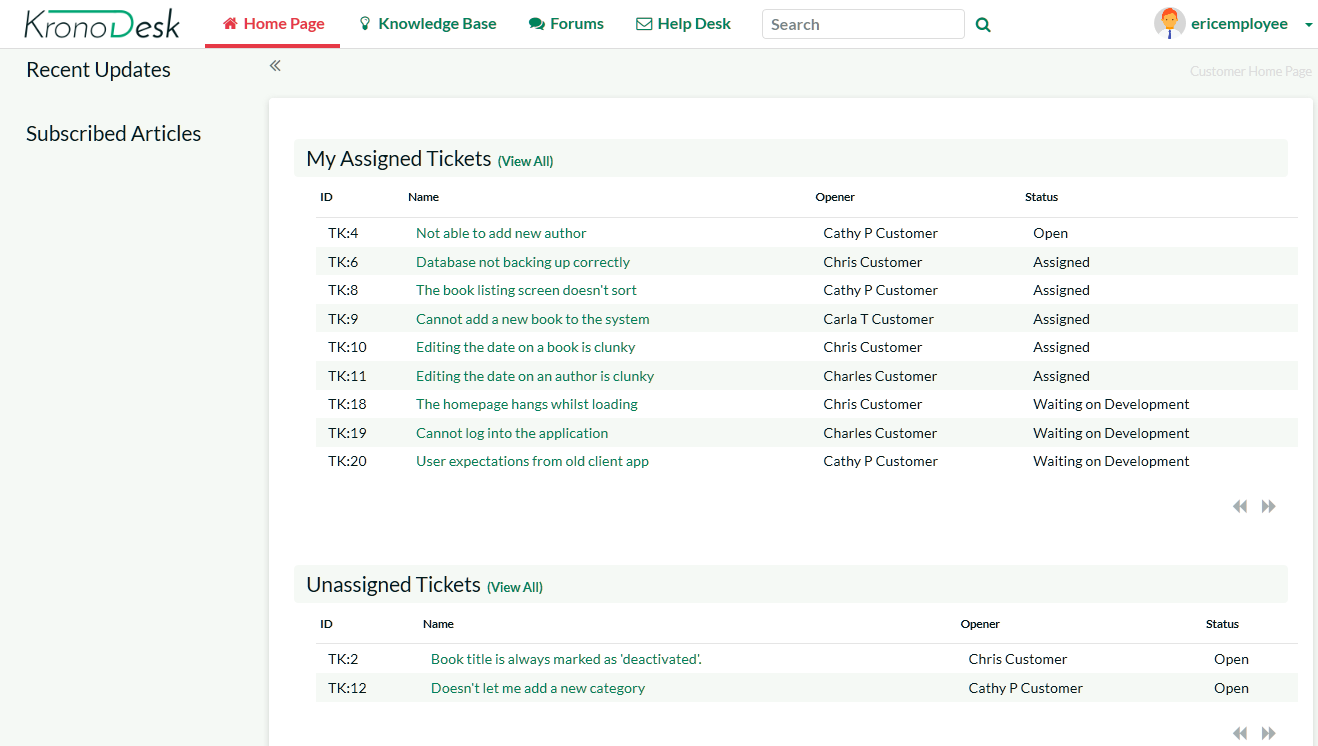 KronoDesk Home Page Knowledge Base Forums Help Desk Search ericemployee
Recent Updates
Customer Home Page
Subscribed Articles
My Assigned Tickets (View All)
ID Name Opener Status
TK:4 Not able to add new author Cathy P Customer Open
TK:6 Database not backing up correctly Chris Customer Assigned
TK:8 The book listing screen doesn't sort Cathy P Customer Assigned
TK:9 Cannot add a new book to the system Carla T Customer Assigned
TK:10 Editing the date on a book is clunky Chris Customer Assigned
TK:11 Editing the date on an author is clunky Charles Customer Assigned
TK:18 The homepage hangs whilst loading Chris Customer Waiting on Development
TK:19 Cannot log into the application Charles Customer Waiting on Development
TK:20 User expectations from old client app Cathy P Customer Waiting on Development
Unassigned Tickets (View All)
ID Name Opener Status
TK:2 Book title is always marked as 'deactivated'. Chris Customer Open
TK:12 Doesn't let me add a new category Cathy P Customer Open